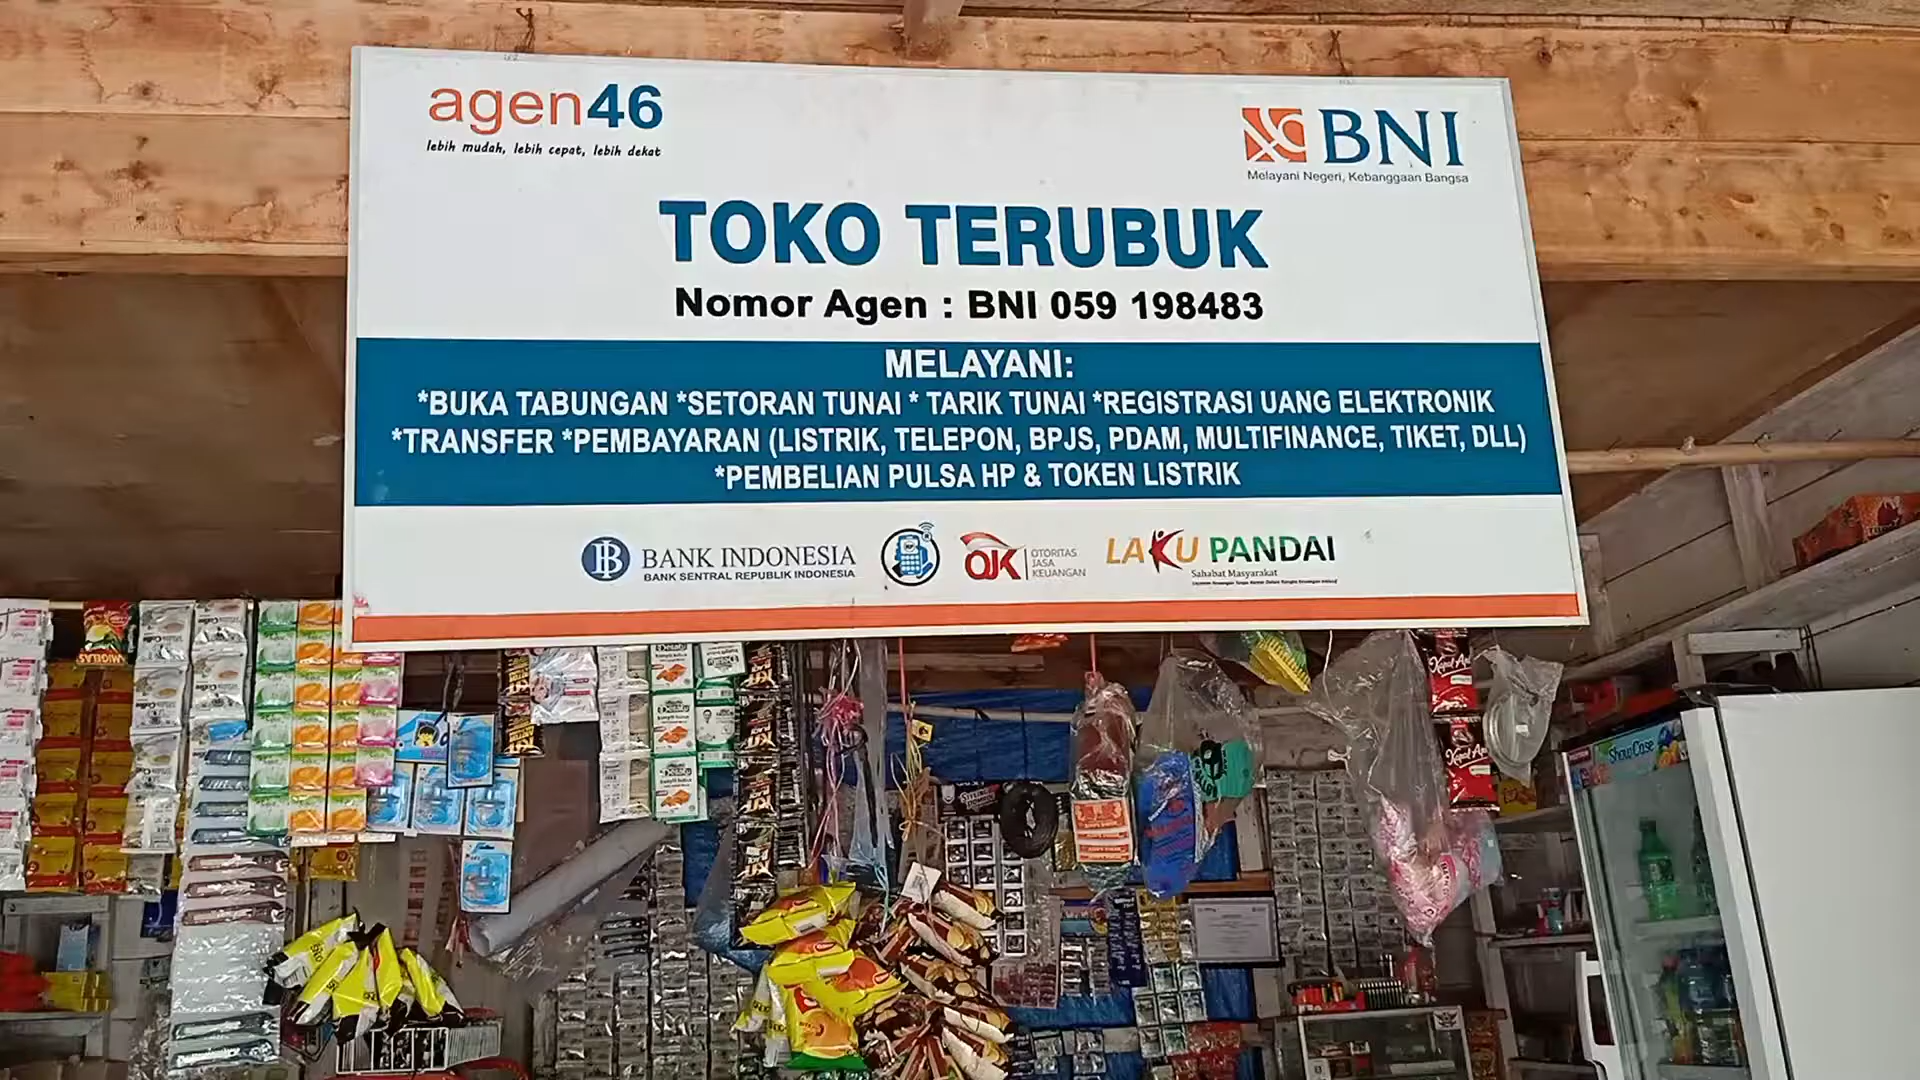 agen46
lebih mudah, lebih cepat, lebih dekat
BNI
Melayani Negeri, Kebanggaan Bangsa
TOKO TERUBUK
Nomor Agen : BNI 059 198483
MELAYANI:
*BUKA TABUNGAN *SETORAN TUNAI * TARIK TUNAI *REGISTRASI UANG ELEKTRONIK
*TRANSFER *PEMBAYARAN (LISTRIK, TELEPON, BPJS, PDAM, MULTIFINANCE, TIKET, DLL)
*PEMBELIAN PULSA HP & TOKEN LISTRIK
BANK INDONESIA
BANK SENTRAL REPUBLIK INDONESIA
OJK
OTORITAS
JASA
KEUANGAN
LAKU PANDAI
Sahabat Masyarakat
MIGELAS
ShowCase